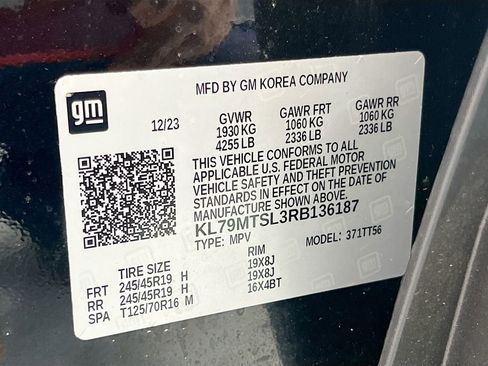 gm
MFD BY GM KOREA COMPANY
12/23 GVWR GAWR FRT GAWR RR
1930 KG 1060 KG 1060 KG
4255 LB 2336 LB 2336 LB
THIS VEHICLE CONFORMS TO ALL
APPLICABLE U.S. FEDERAL MOTOR
VEHICLE SAFETY AND THEFT PREVENTION
STANDARDS IN EFFECT ON THE DATE OF
MANUFACTURE SHOWN ABOVE.
KL79MTSL3RB136187
TYPE: MPV MODEL: 371TT56
TIRE SIZE RIM
FRT 245/45R19 H 19X8J
RR 245/45R19 H 19X8J
SPA T125/70R16 M 16X4BT